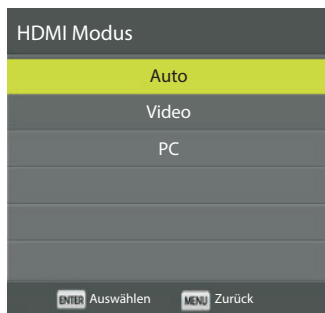 HDMI Modus
Auto
Video
PC
ENTER Auswählen MENU Zurück